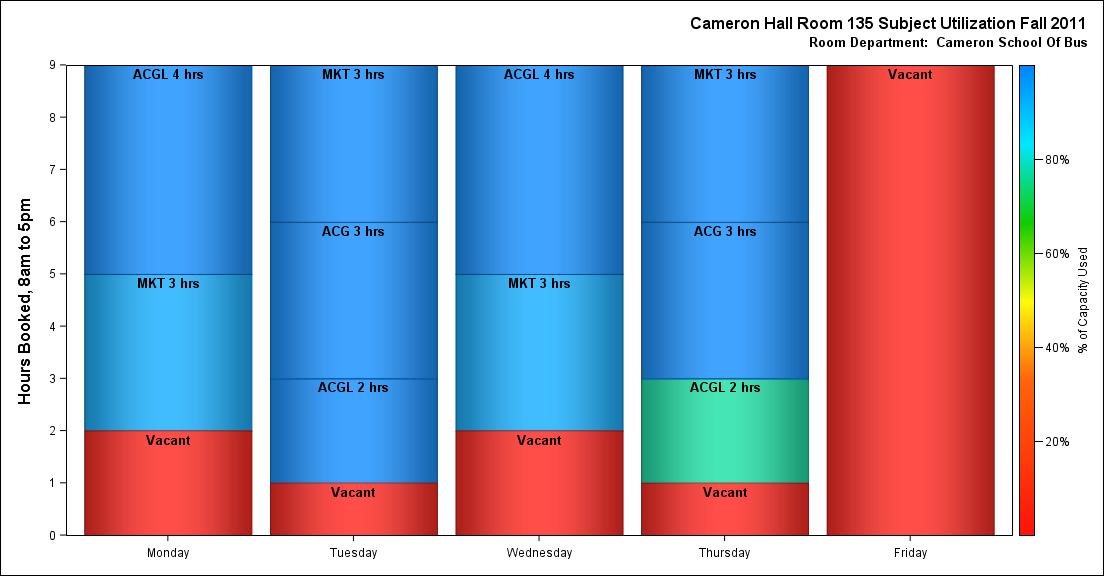 Cameron Hall Room 135 Subject Utilization Fall 2011
Room Department:  Cameron School Of Bus
Hours Booked, 8am to 5pm
9
8
7
6
5
4
3
2
1
0
ACGL 4 hrs
MKT 3 hrs
Vacant
MKT 3 hrs
ACG 3 hrs
ACGL 2 hrs
Vacant
ACGL 4 hrs
MKT 3 hrs
Vacant
MKT 3 hrs
ACG 3 hrs
ACGL 2 hrs
Vacant
Vacant
Monday
Tuesday
Wednesday
Thursday
Friday
80%
60%
40%
20%
% of Capacity Used